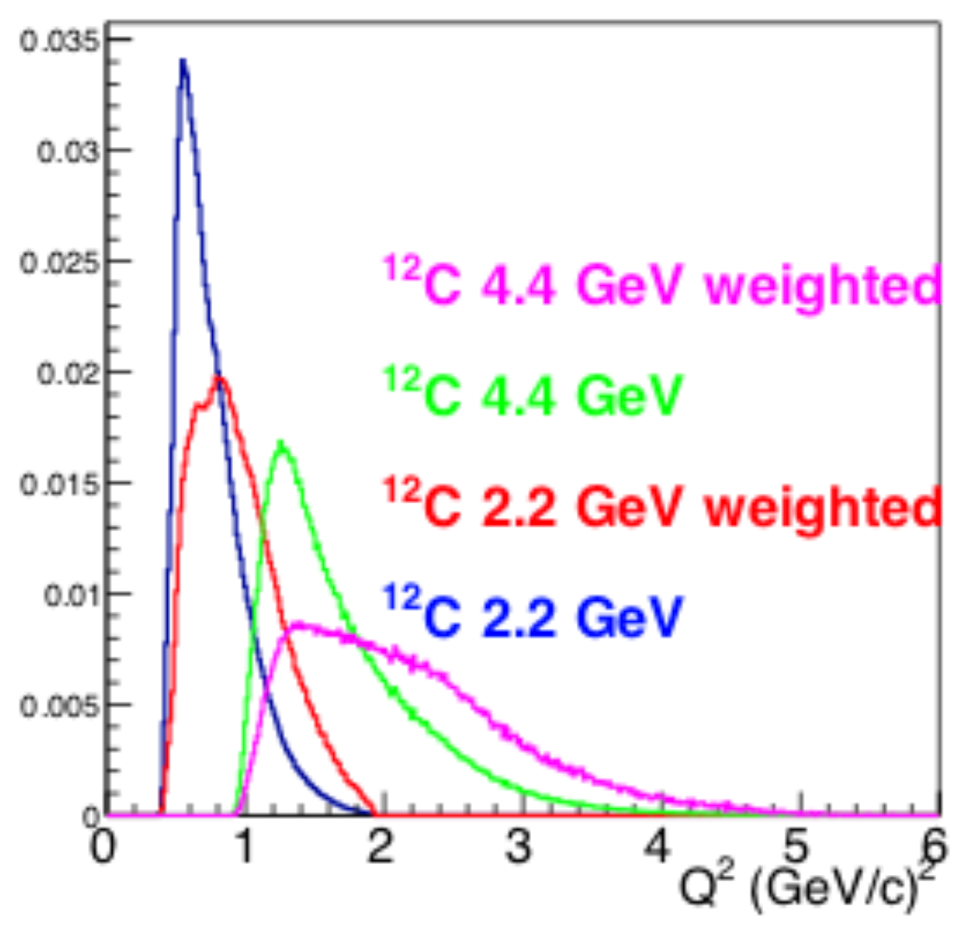 0.035
0.03
0.025
¹²C 4.4 GeV weighted
0.02
¹²C 4.4 GeV
0.015
¹²C 2.2 GeV weighted
0.01
¹²C 2.2 GeV
0.005
0
0 1 2 3 4 5 6
Q² (GeV/c)²